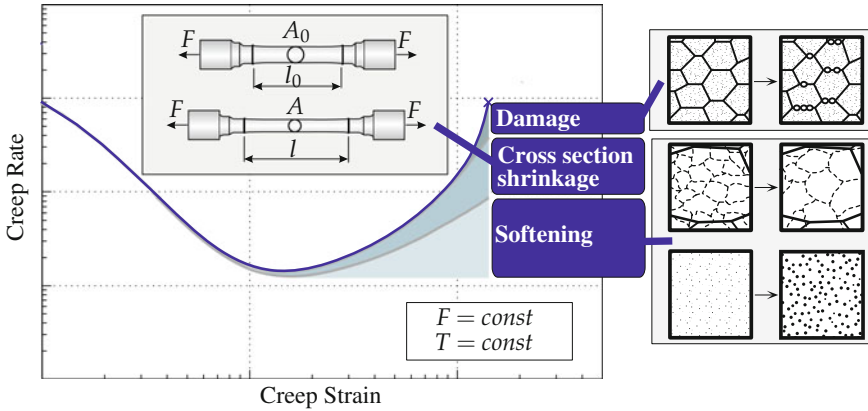 F A₀ F
l₀
F A F
l
Damage
Cross section
shrinkage
Softening
F = const
T = const
Creep Rate
Creep Strain